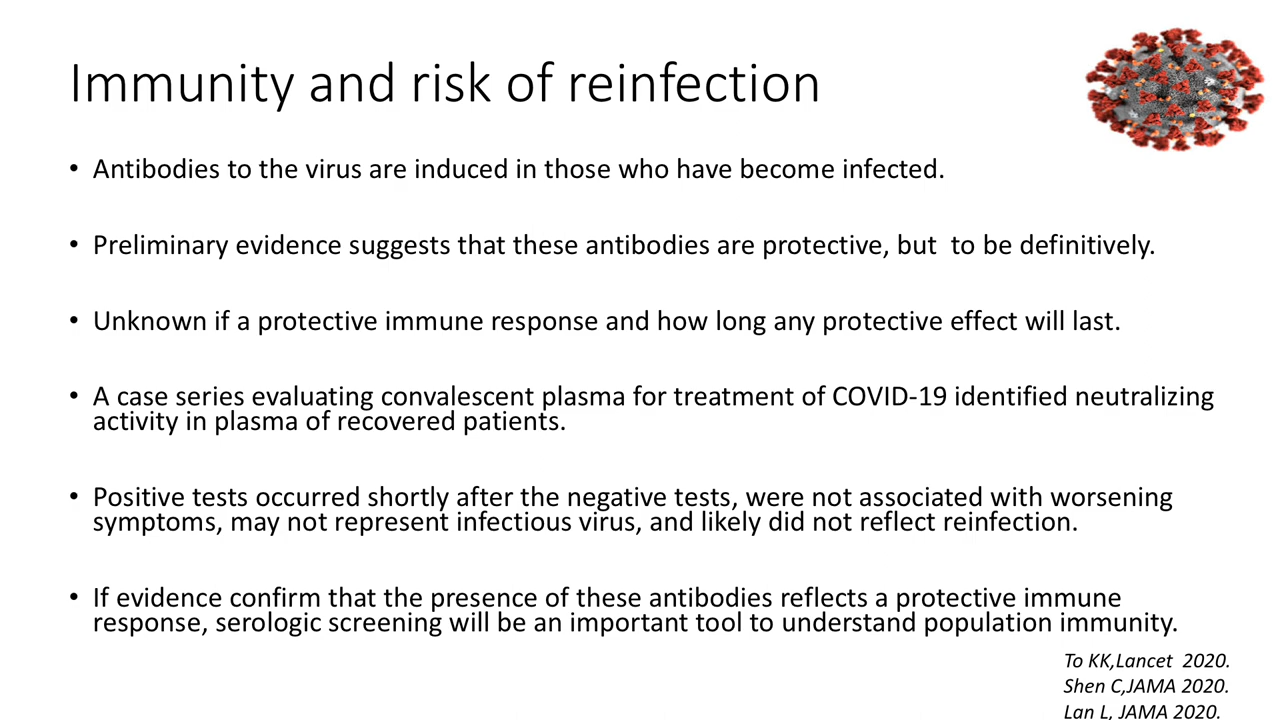 Immunity and risk of reinfection
• Antibodies to the virus are induced in those who have become infected.
• Preliminary evidence suggests that these antibodies are protective, but  to be definitively.
• Unknown if a protective immune response and how long any protective effect will last.
• A case series evaluating convalescent plasma for treatment of COVID-19 identified neutralizing
activity in plasma of recovered patients.
• Positive tests occurred shortly after the negative tests, were not associated with worsening
symptoms, may not represent infectious virus, and likely did not reflect reinfection.
• If evidence confirm that the presence of these antibodies reflects a protective immune
response, serologic screening will be an important tool to understand population immunity.
To KK,Lancet  2020.
Shen C,JAMA 2020.
Lan L, JAMA 2020.